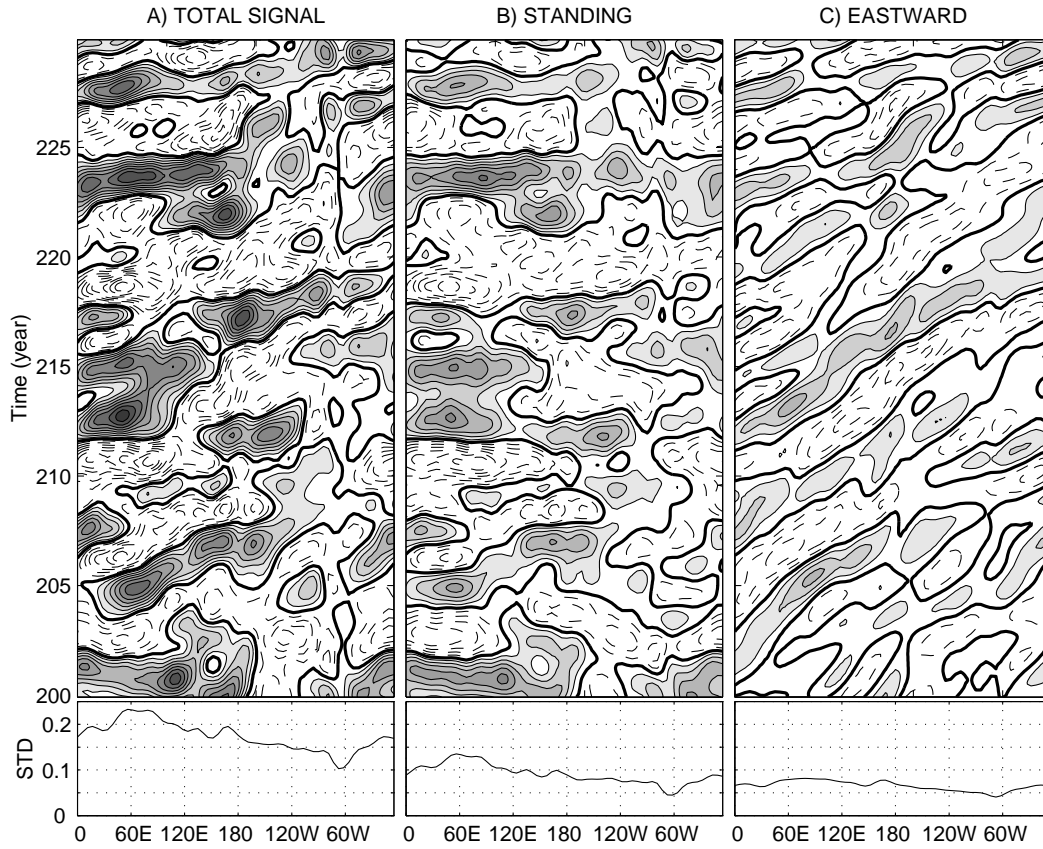 A) TOTAL SIGNAL B) STANDING C) EASTWARD
Time (year)
225
220
215
210
205
200
STD
0.2
0.1
0
0 60E 120E 180 120W 60W 0 60E 120E 180 120W 60W 0 60E 120E 180 120W 60W